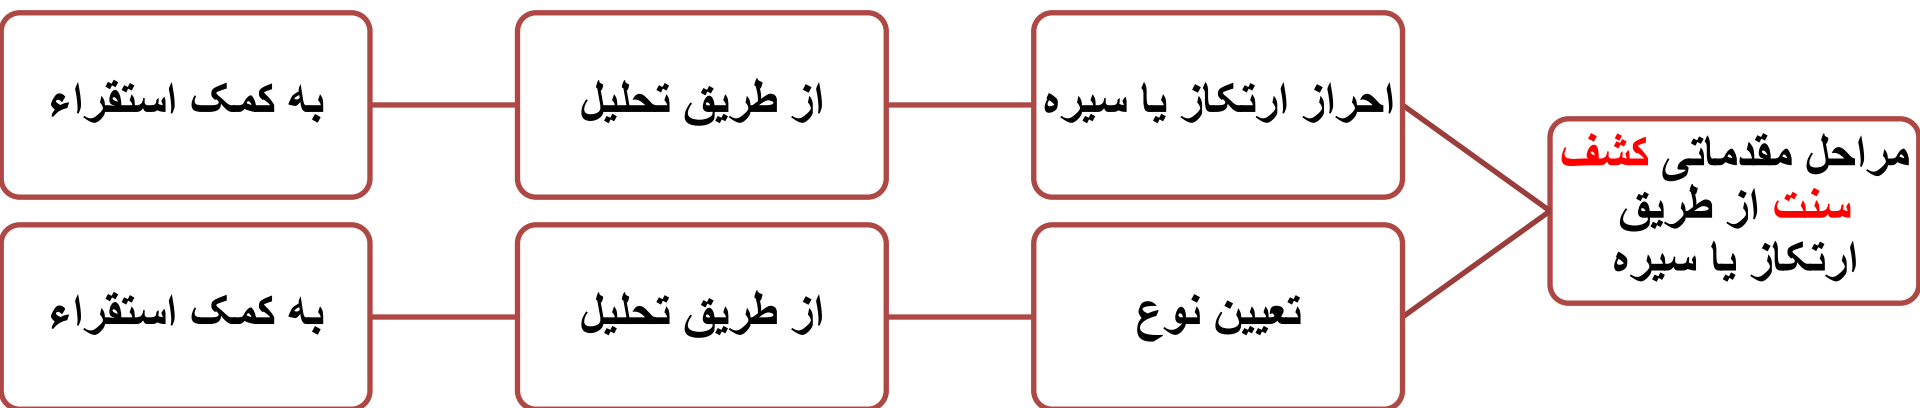 مراحل مقدماتی کشف
سنت از طریق
ارتکاز یا سیره
احراز ارتکاز یا سیره
از طریق تحلیل
به کمک استقراء
تعیین نوع
از طریق تحلیل
به کمک استقراء